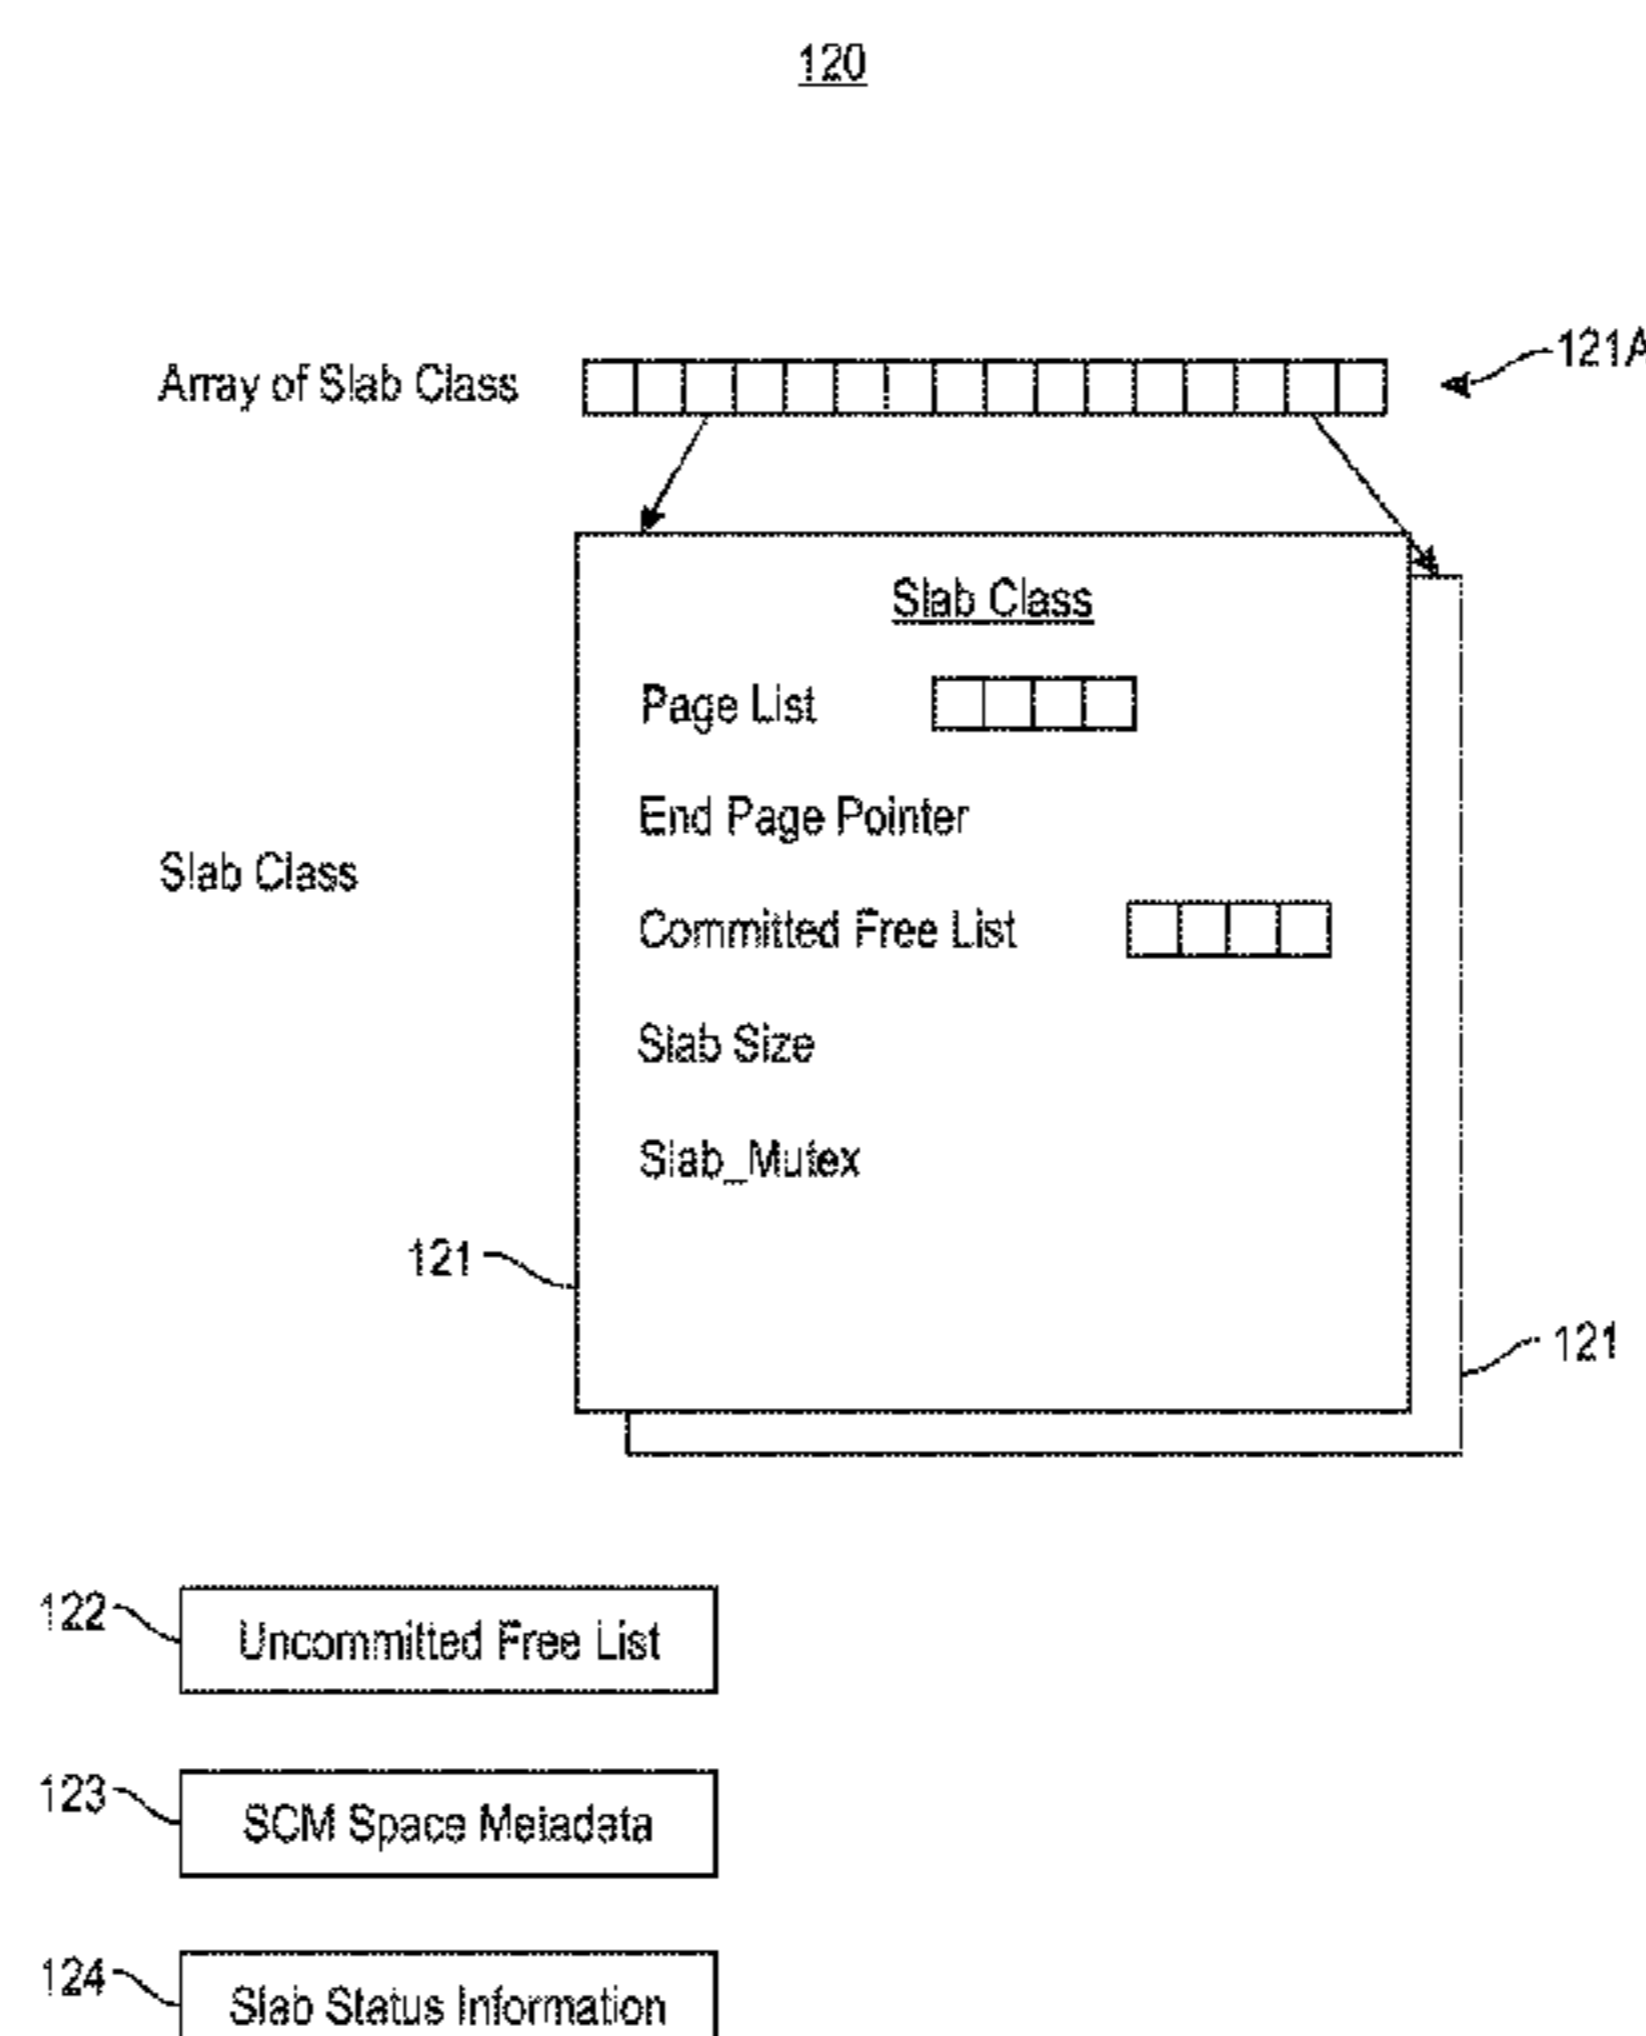 120
Array of Slab Class
121A
Slab Class
Page List
End Page Pointer
Slab Class
Committed Free List
Slab Size
Slab_Mutex
121
121
122
Uncommitted Free List
123
SCM Space Metadata
124
Slab Status Information